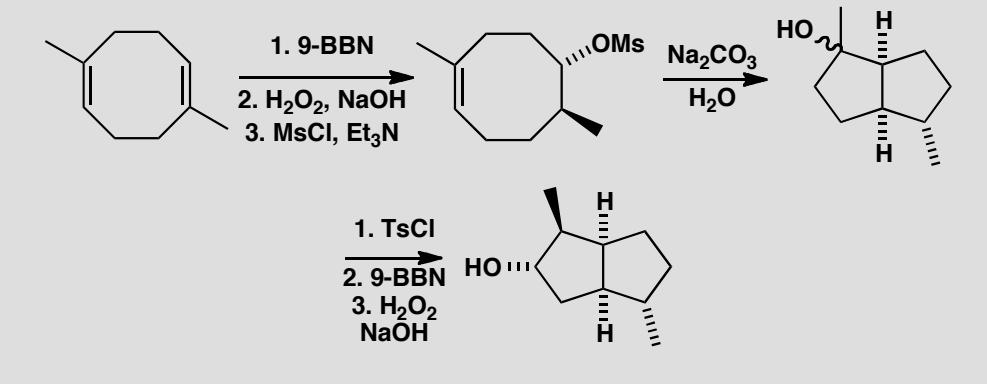 1. 9-BBN
2. H₂O₂, NaOH
3. MsCl, Et₃N
OMs
Na₂CO₃
H₂O
HO
H
H
1. TsCl
2. 9-BBN
3. H₂O₂
NaOH
HO
H
H